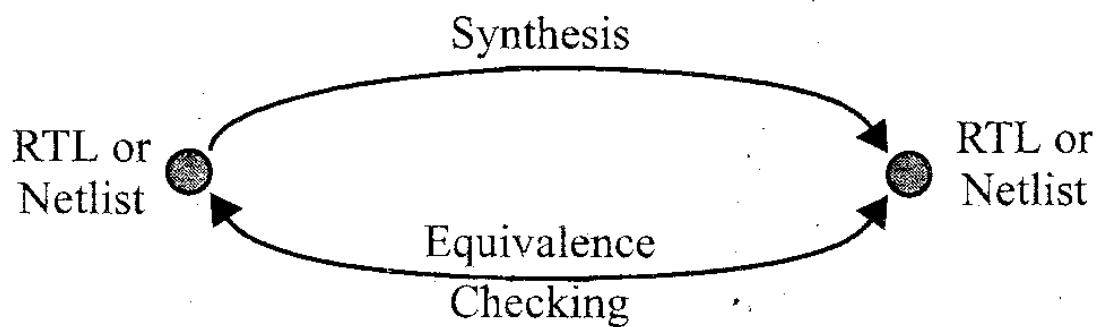 Synthesis
RTL or
Netlist
RTL or
Netlist
Equivalence
Checking